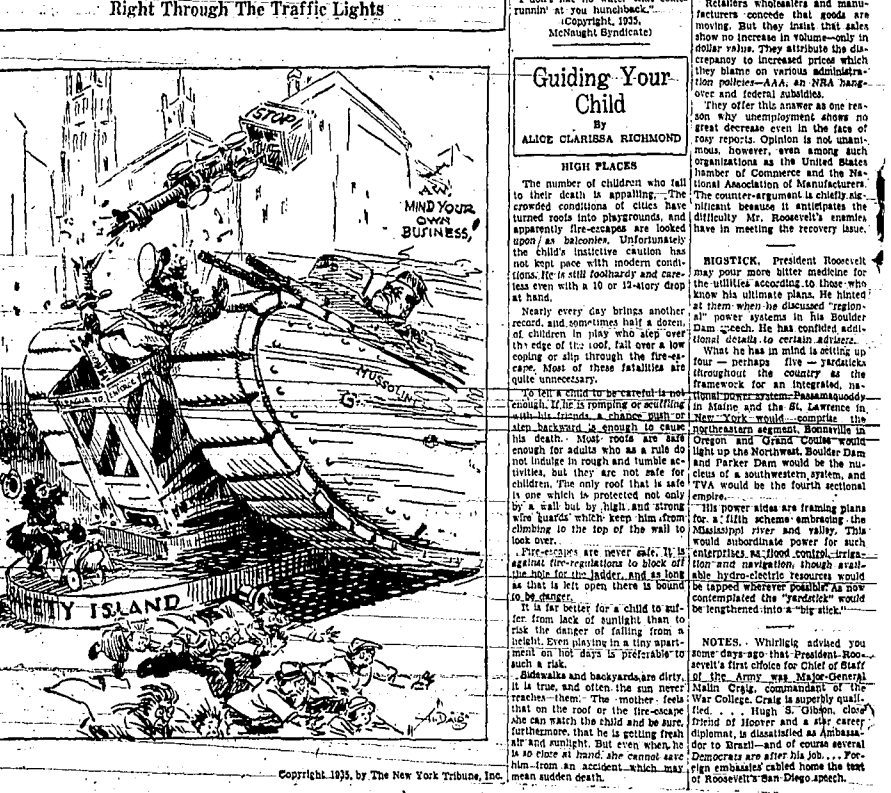 Right Through The Traffic Lights
STOP!
AW
MIND YOUR
OWN
BUSINESS,
MUSSOLINI
LEAGUE TO ENFORCE
SAFETY ISLAND
Copyright 1935, by The New York Tribune, Inc.
runnin' at you hunchback."
(Copyright, 1935,
McNaught Syndicate)
Guiding Your
Child
By
ALICE CLARISSA RICHMOND
HIGH PLACES
The number of children who fall
to their death is appalling. The
crowded conditions of cities have
turned roofs into playgrounds, and
apparently fire-escapes are looked
upon as balconies. Unfortunately
the child's instictive caution has
not kept pace with modern condi-
tions. He is still foolhardy and care-
less even with a 10 or 12-story drop
at hand.
Nearly every day brings another
record, and sometimes half a dozen,
of children in play who step over
the edge of the roof, fall over a low
coping or slip through the fire-es-
cape. Most of these fatalities are
quite unnecessary.
To tell a child to be careful is not
enough. If he is romping or scuffling
with his friends a chance push or
step backward is enough to cause
his death. Most roofs are safe
enough for adults who as a rule do
not indulge in rough and tumble ac-
tivities, but they are not safe for
children. The only roof that is safe
is one which is protected not only
by a wall but by high and strong
wire guards which keep him from
climbing to the top of the wall to
look over.
Fire-escapes are never safe. It is
against fire-regulations to block off
the hole for the ladder, and as long
as that is left open there is bound
to be danger.
It is far better for a child to suf-
fer from lack of sunlight than to
risk the danger of falling from a
height. Even playing in a tiny apart-
ment on hot days is preferable to
such a risk.
Sidewalks and backyards are dirty,
it is true, and often the sun never
reaches them. The mother feels
that on the roof or the fire-escape
she can watch the child and be sure,
furthermore, that he is getting fresh
air and sunlight. But even when he
is so close at hand, she cannot save
him from an accident which may
mean sudden death.
Retailers wholesalers and manu-
facturers concede that goods are
moving. But they insist that sales
show no increase in volume—only in
dollar value. They attribute the dis-
crepancy to increased prices which
they blame on various administra-
tion policies—AAA, an NRA hang-
over and federal subsidies.
They offer this answer as one rea-
son why unemployment shows no
great decrease even in the face of
rosy reports. Opinion is not unani-
mous, however, even among such
organizations as the United States
hamber of Commerce and the Na-
tional Association of Manufacturers.
The counter-argument is chiefly sig-
nificant because it anticipates the
difficulty Mr. Roosevelt's enemies
have in meeting the recovery issue.
BIGSTICK. President Roosevelt
may pour more bitter medicine for
the utilities according to those who
know his ultimate plans. He hinted
at them when he discussed "region-
al" power systems in his Boulder
Dam speech. He has confided addi-
tional details to certain advisers.
What he has in mind is setting up
four — perhaps five — yardsticks
throughout the country as the
framework for an integrated, na-
tional power system. Passamaquoddy
in Maine and the St. Lawrence in
New York would comprise the
northeastern segment, Bonneville in
Oregon and Grand Coulee would
light up the Northwest, Boulder Dam
and Parker Dam would be the nu-
cleus of a southwestern system, and
TVA would be the fourth sectional
empire.
His power aides are framing plans
for a fifth scheme embracing the
Mississippi river and vally. This
would subordinate power for such
enterprises as flood control, irriga-
tion and navigation, though avail-
able hydro-electric resources would
be tapped wherever possible. As now
contemplated the "yardstick" would
be lengthened into a "big stick."
NOTES. Whirligig advised you
some days ago that President Roo-
sevelt's first choice for Chief of Staff
of the Army was Major-General
Malin Craig, commandant of the
War College. Craig is superbly quali-
fied. . . . Hugh S. Gibson, close
friend of Hoover and a star career
diplomat, is dissatisfied as Ambassa-
dor to Brazil—and of course several
Democrats are after his job. . . . For-
eign embassies cabled home the text
of Roosevelt's San Diego speech.